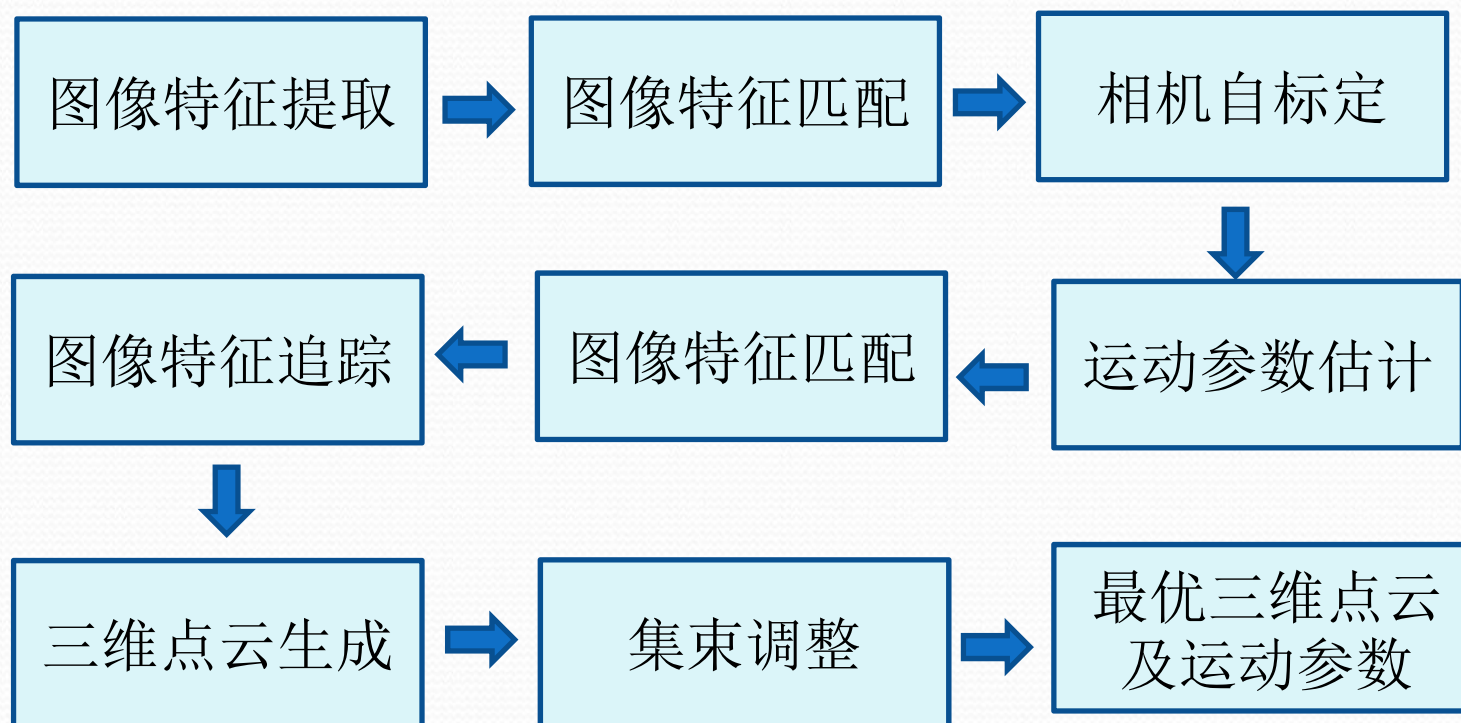 图像特征提取
图像特征匹配
相机自标定
运动参数估计
图像特征匹配
图像特征追踪
三维点云生成
集束调整
最优三维点云
及运动参数